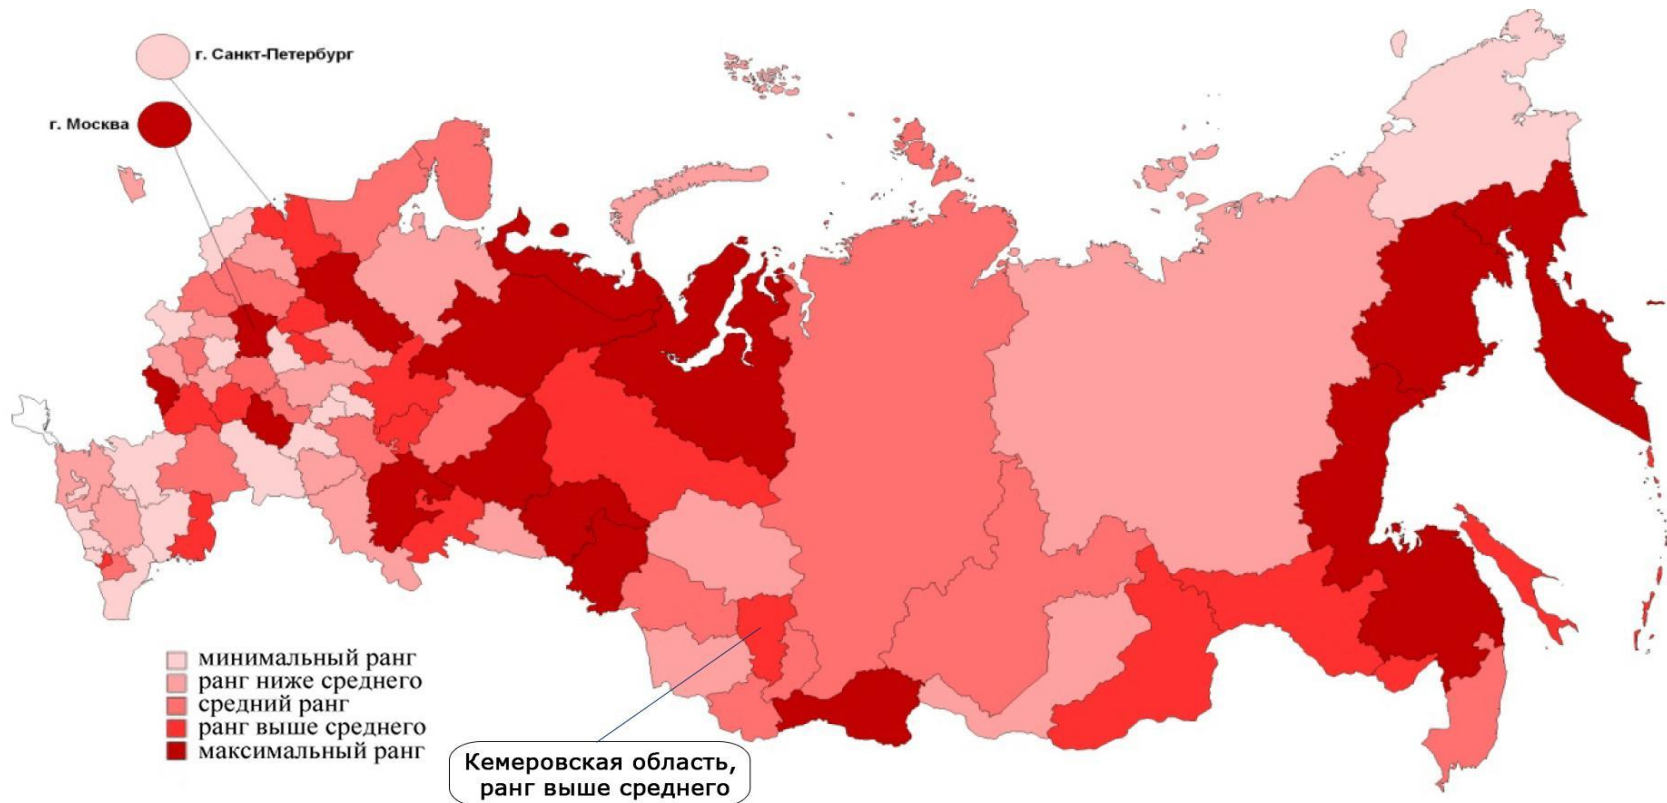 г. Санкт-Петербург
г. Москва
минимальный ранг
ранг ниже среднего
средний ранг
ранг выше среднего
максимальный ранг
Кемеровская область,
ранг выше среднего